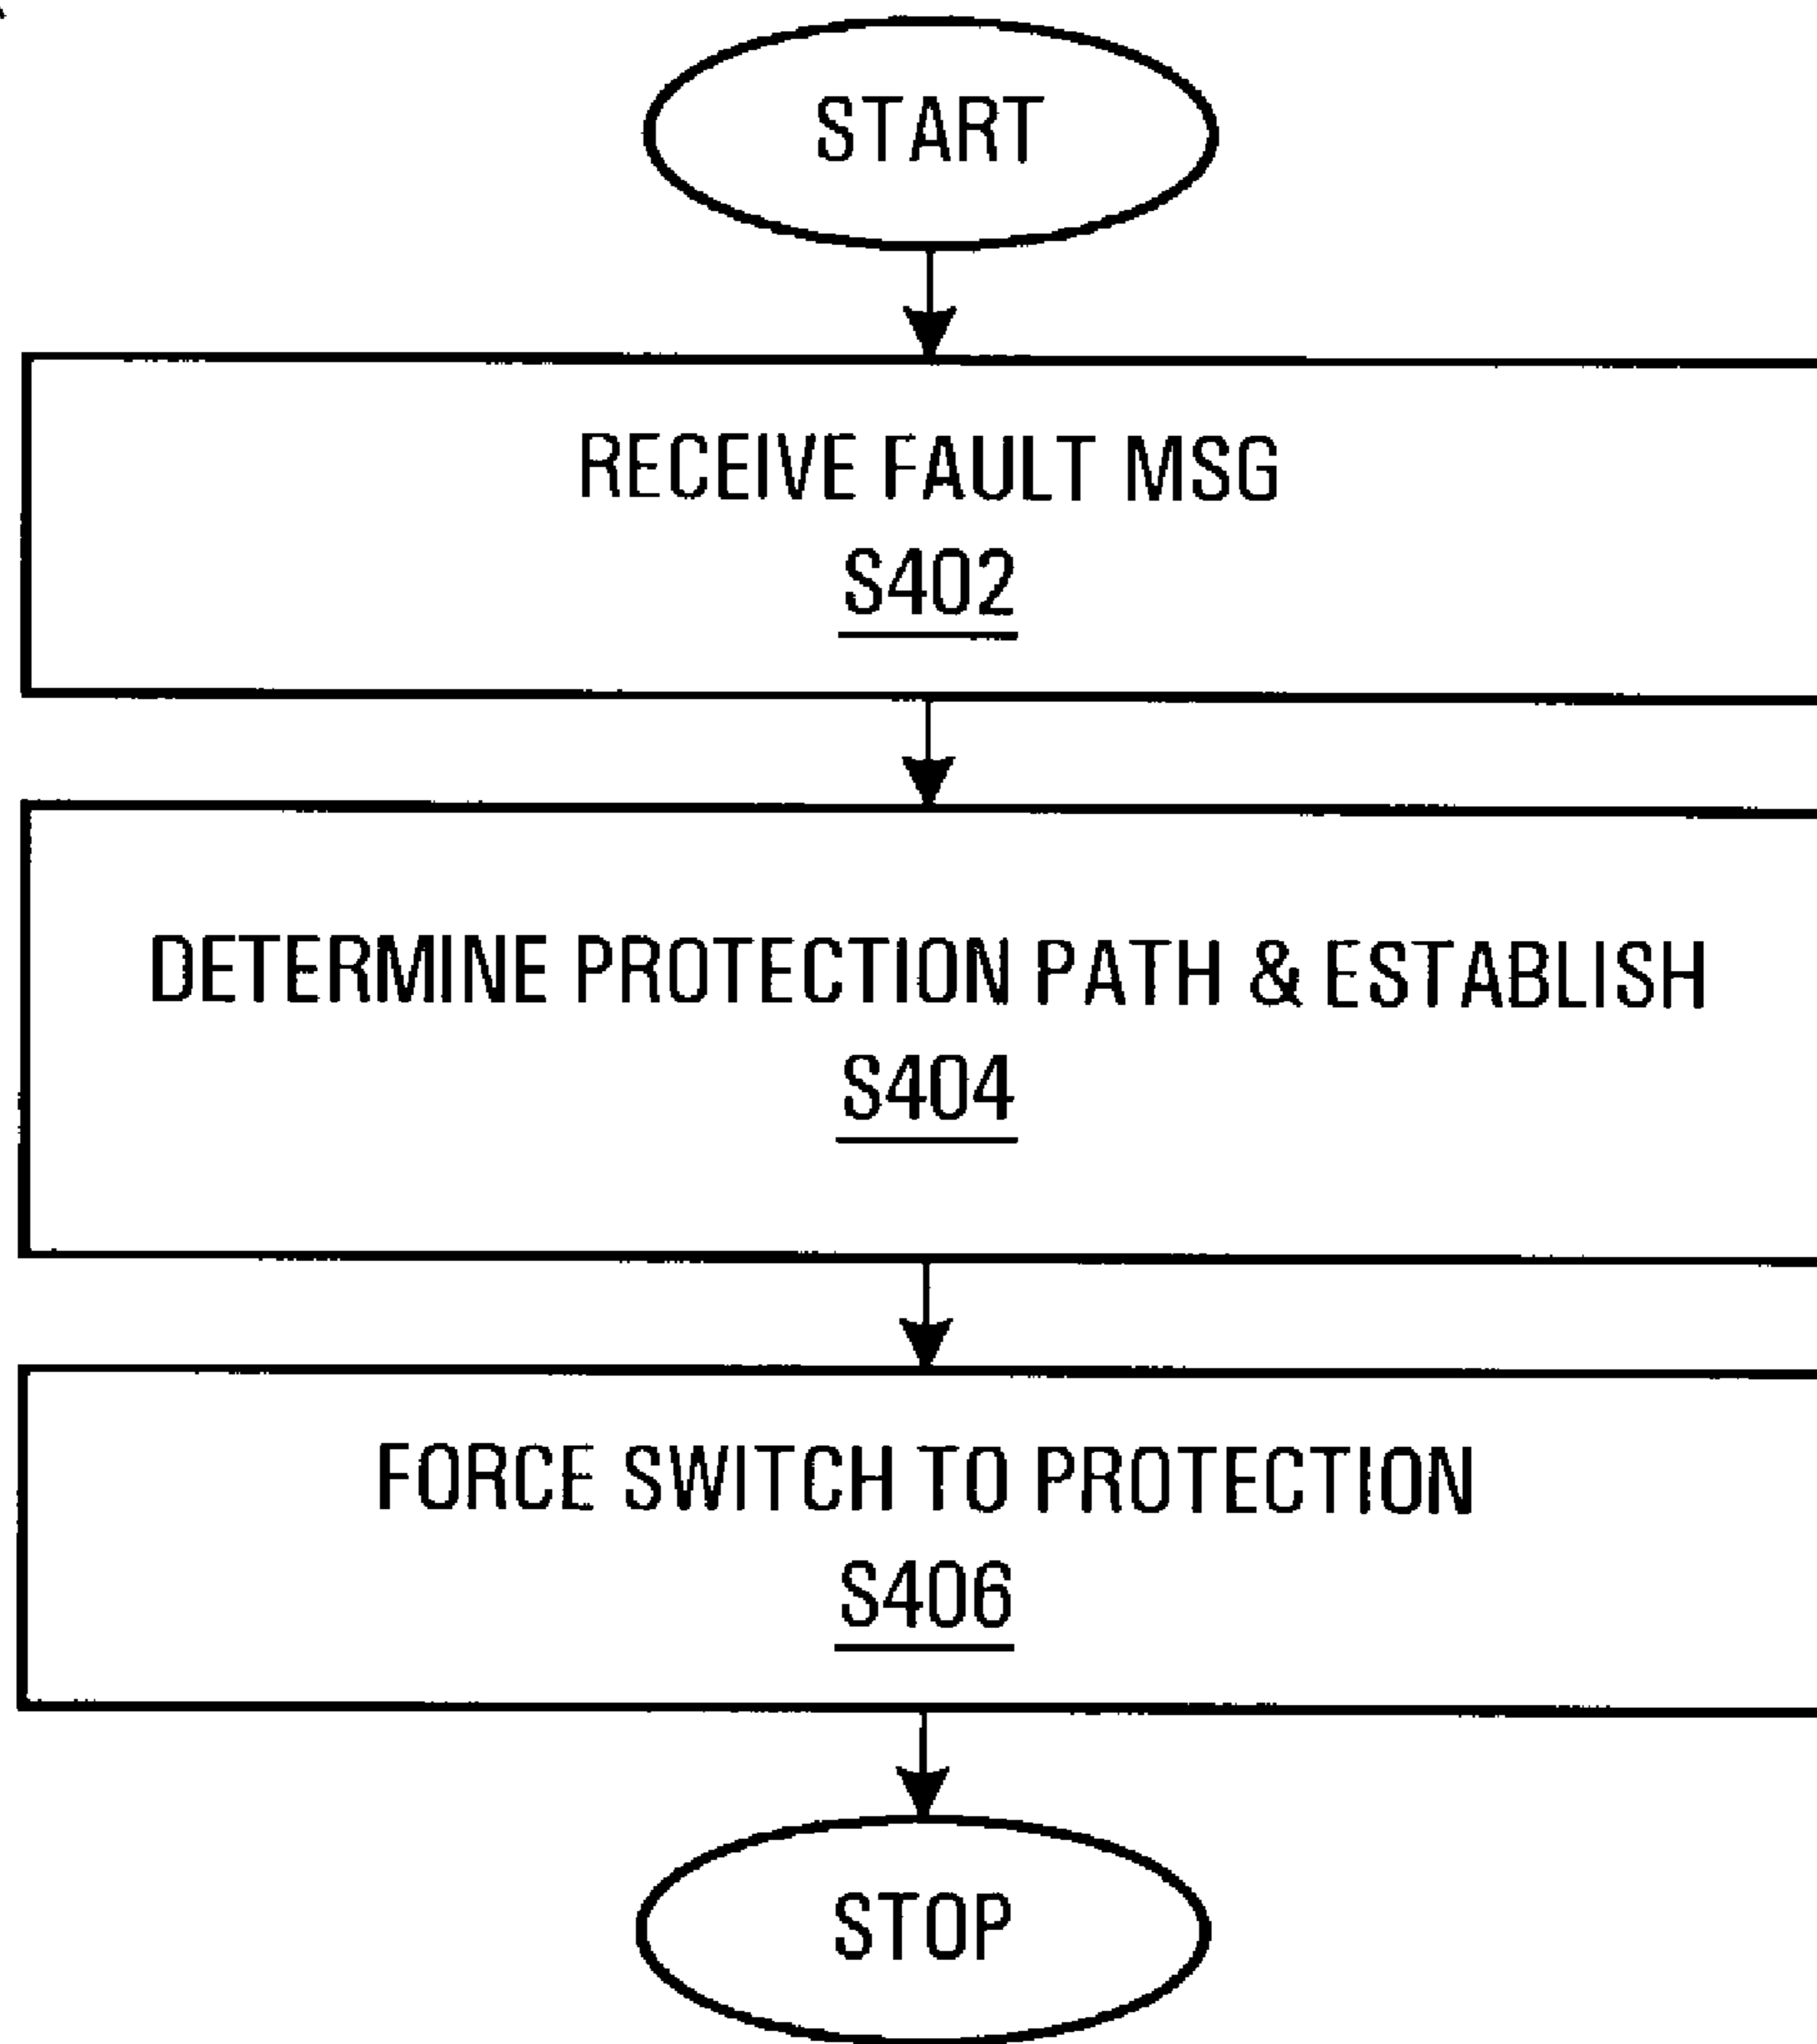 START
RECEIVE FAULT MSG
S402
DETERMINE PROTECTION PATH & ESTABLISH
S404
FORCE SWITCH TO PROTECTION
S406
STOP